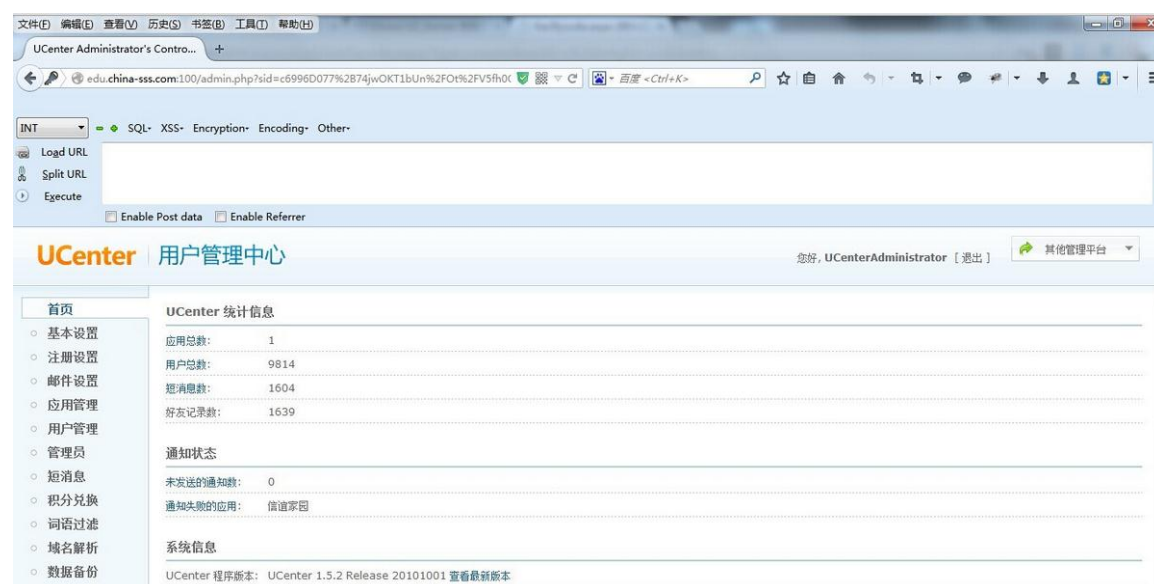 文件(F) 编辑(E) 查看(V) 历史(S) 书签(B) 工具(T) 帮助(H)
UCenter Administrator's Contro... +
edu.china-sss.com:100/admin.php?sid=c6996D077%2B74jwOKT1bUn%2FOt%2FV5fh0( 百度 <Ctrl+K>
INT SQL- XSS- Encryption- Encoding- Other-
Load URL
Split URL
Execute
Enable Post data Enable Referrer
UCenter 用户管理中心
您好, UCenterAdministrator [ 退出 ] 其他管理平台
首页
基本设置
注册设置
邮件设置
应用管理
用户管理
管理员
短消息
积分兑换
词语过滤
域名解析
数据备份
UCenter 统计信息
应用总数: 1
用户总数: 9814
短消息数: 1604
好友记录数: 1639
通知状态
未发送的通知数: 0
通知失败的应用: 信谊家园
系统信息
UCenter 程序版本: UCenter 1.5.2 Release 20101001 查看最新版本